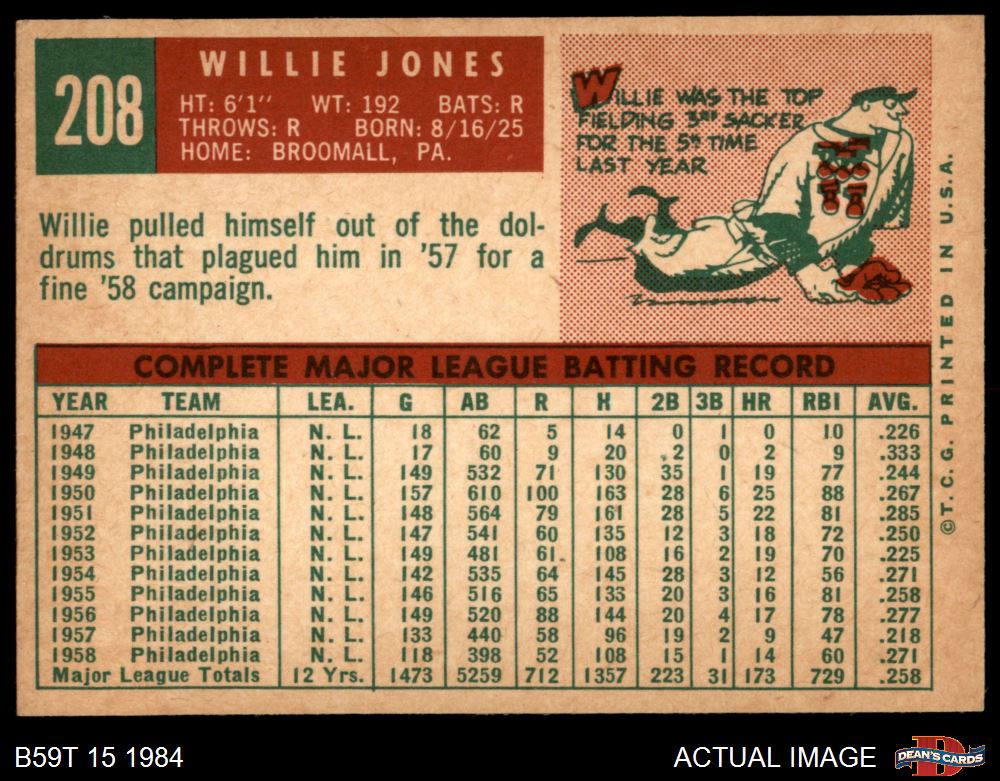 208
WILLIE JONES
HT: 6'1" WT: 192 BATS: R
THROWS: R BORN: 8/16/25
HOME: BROOMALL, PA.
WILLIE WAS THE TOP
FIELDING 3RD SACKER
FOR THE 5TH TIME
LAST YEAR
Willie pulled himself out of the dol-
drums that plagued him in '57 for a
fine '58 campaign.
COMPLETE MAJOR LEAGUE BATTING RECORD
YEAR TEAM LEA. G AB R H 2B 3B HR RBI AVG.
1947 Philadelphia N. L. 18 62 5 14 0 1 0 10 .226
1948 Philadelphia N. L. 17 60 9 20 2 0 2 9 .333
1949 Philadelphia N. L. 149 532 71 130 35 1 19 77 .244
1950 Philadelphia N. L. 157 610 100 163 28 6 25 88 .267
1951 Philadelphia N. L. 148 564 79 161 28 5 22 81 .285
1952 Philadelphia N. L. 147 541 60 135 12 3 18 72 .250
1953 Philadelphia N. L. 149 481 61 108 16 2 19 70 .225
1954 Philadelphia N. L. 142 535 64 145 28 3 12 56 .271
1955 Philadelphia N. L. 146 516 65 133 20 3 16 81 .258
1956 Philadelphia N. L. 149 520 88 144 20 4 17 78 .277
1957 Philadelphia N. L. 133 440 58 96 19 2 9 47 .218
1958 Philadelphia N. L. 118 398 52 108 15 1 14 60 .271
Major League Totals 12 Yrs. 1473 5259 712 1357 223 31 173 729 .258
© T. C. G. PRINTED IN U.S.A.
B59T 15 1984
ACTUAL IMAGE
DEAN'S CARDS